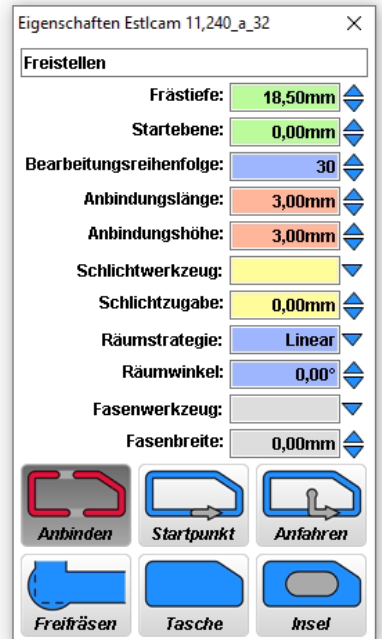 Eigenschaften Estlcam 11,240_a_32
Freistellen
Frästiefe: 18,50mm
Startebene: 0,00mm
Bearbeitungsreihenfolge: 30
Anbindungslänge: 3,00mm
Anbindungshöhe: 3,00mm
Schlichtwerkzeug:
Schlichtzugabe: 0,00mm
Räumstrategie: Linear
Räumwinkel: 0,00°
Fasenwerkzeug:
Fasenbreite: 0,00mm
Anbinden Startpunkt Anfahren
Freifräsen Tasche Insel